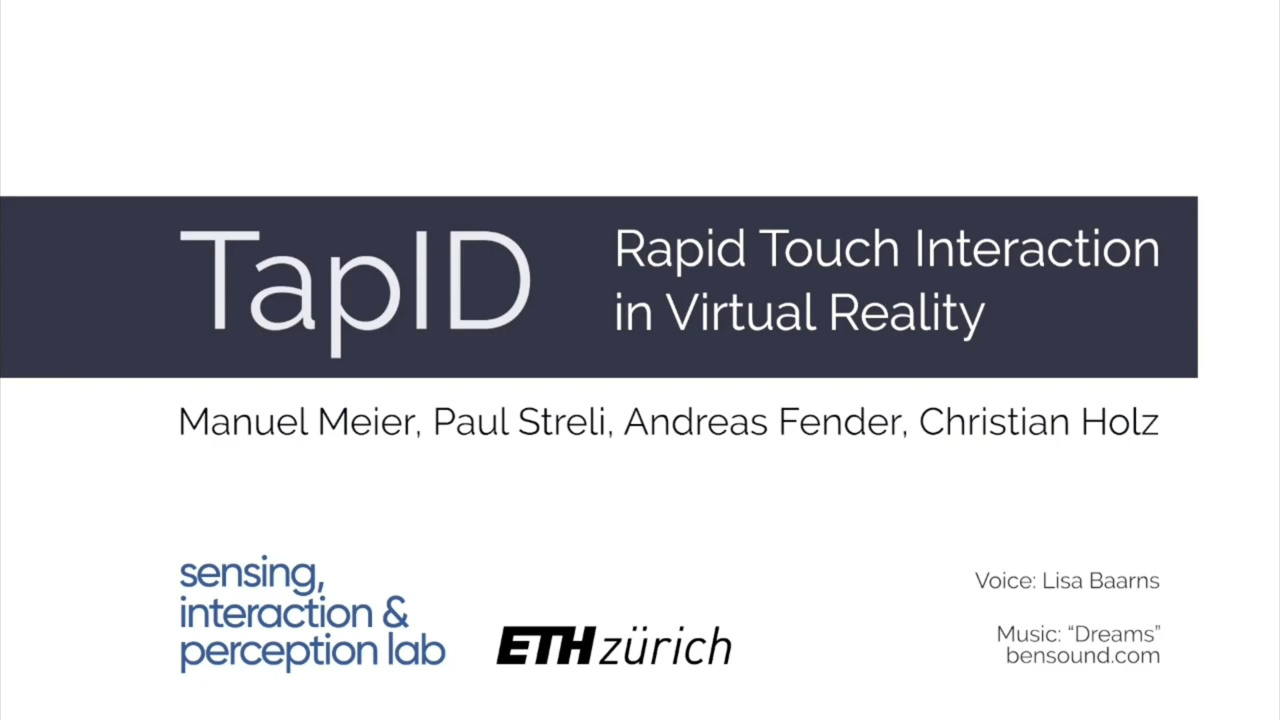 TapID
Rapid Touch Interaction
in Virtual Reality
Manuel Meier, Paul Streli, Andreas Fender, Christian Holz
sensing,
interaction &
perception lab
ETH zürich
Voice: Lisa Baarns
Music: “Dreams”
bensound.com